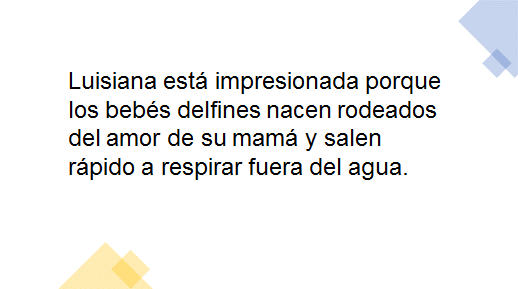 Luisiana está impresionada porque
los bebés delfines nacen rodeados
del amor de su mamá y salen
rápido a respirar fuera del agua.